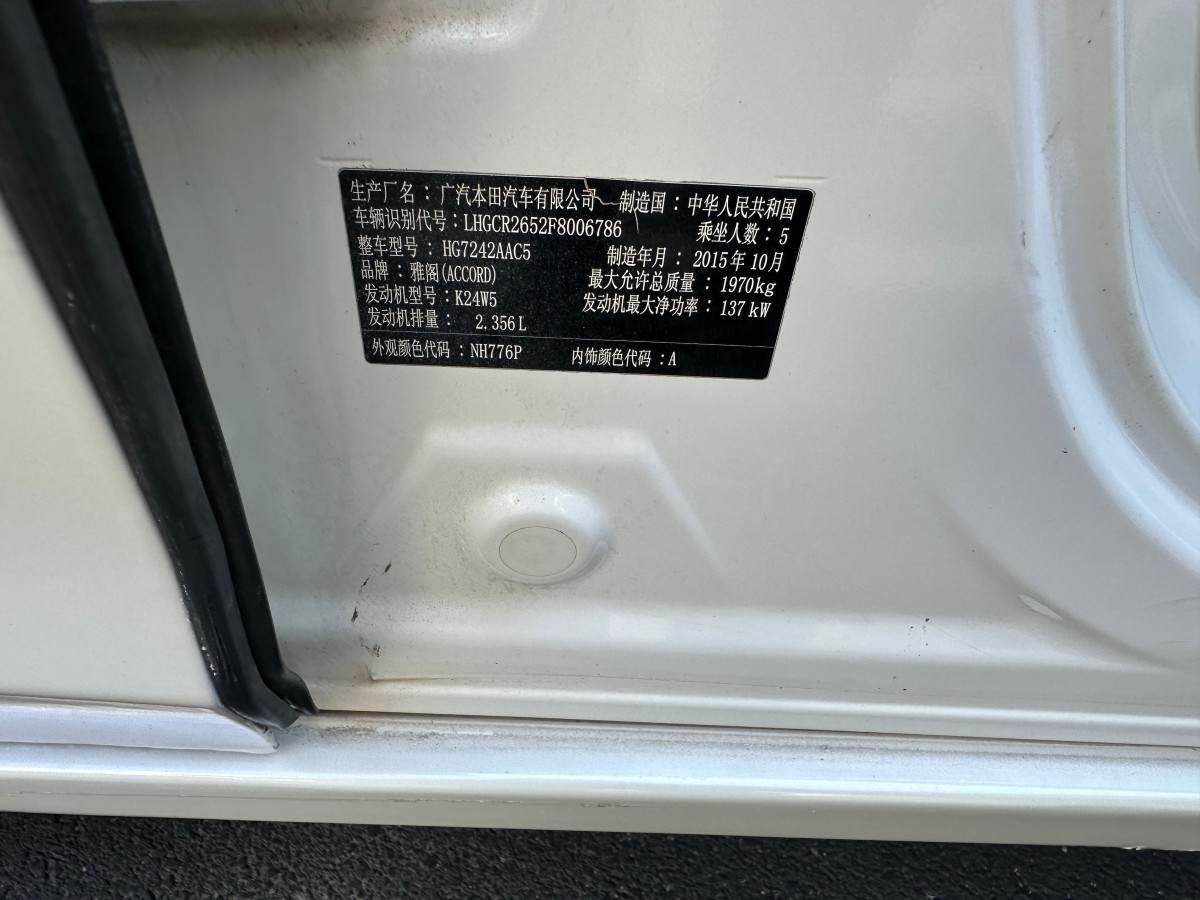 生产厂名：广汽本田汽车有限公司 制造国：中华人民共和国
车辆识别代号：LHGCR2652F8006786 乘坐人数：5
整车型号：HG7242AAC5 制造年月：2015年10月
品牌：雅阁(ACCORD) 最大允许总质量：1970kg
发动机型号：K24W5 发动机最大净功率：137kW
发动机排量：2.356L
外观颜色代码：NH776P 内饰颜色代码：A